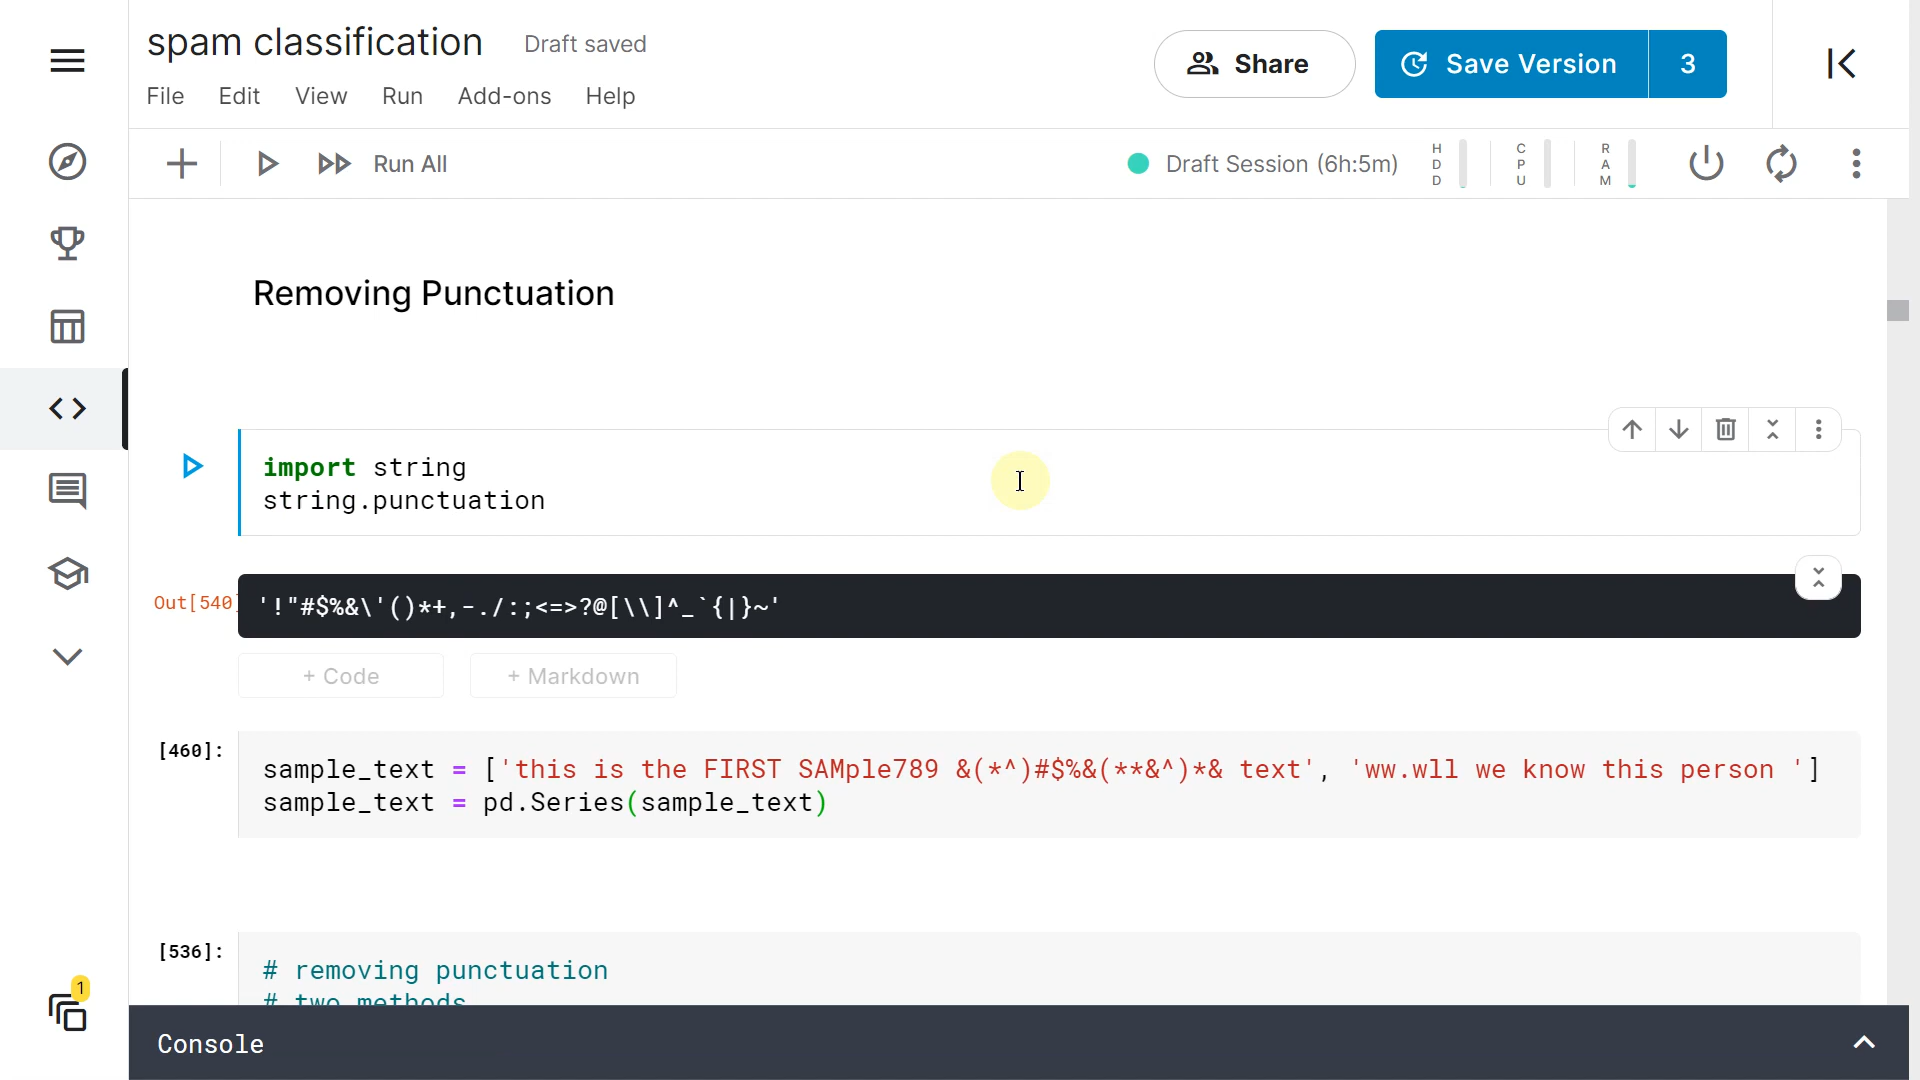 spam classification Draft saved
File Edit View Run Add-ons Help
Share
Save Version 3
Run All
Draft Session (6h:5m) HDD CPU RAM
Removing Punctuation
import string
string.punctuation
Out[540] '!"#$%&\'()*+,-./:;<=>?@[\\]^_`{|}~'
+ Code + Markdown
[460]:
sample_text = ['this is the FIRST SAMple789 &(*^)#$%&(**&^)*& text', 'ww.wll we know this person ']
sample_text = pd.Series(sample_text)
[536]:
# removing punctuation
# two methods
1
Console